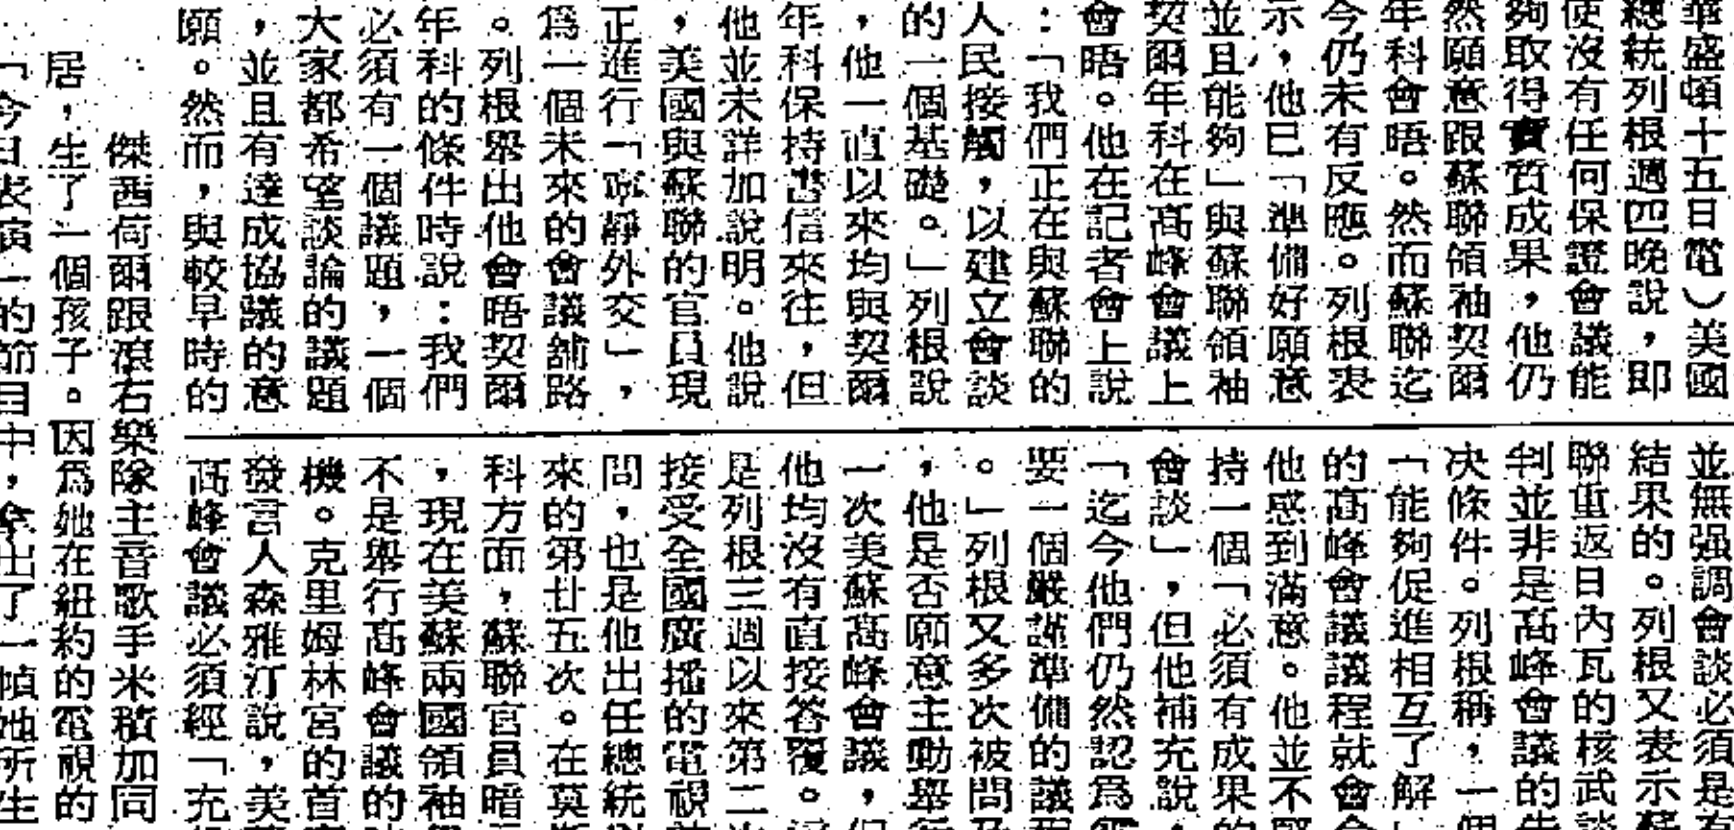 華盛頓十五日電）美國
總統列根週四晚說，即
使沒有任何保證會議能
夠取得實質成果，他仍
然願意跟蘇聯領袖契爾
年科會晤。然而蘇聯迄
今仍未有反應。列根表
示，他已「準備好願意
並且能夠」與蘇聯領袖
契爾年科在高峰會議上
會晤。他在記者會上說
：「我們正在與蘇聯的
人民接觸，以建立會談
的一個基礎。」列根說
，他一直以來均與契爾
年科保持書信來往，但
他並未詳加說明。他說
，美國與蘇聯的官員現
正進行「寧靜外交」，
為一個未來的會議舖路
。列根舉出他會晤契爾
年科的條件時說：我們
必須有一個議題，一個
大家都希望談論的議題
，並且有達成協議的意
願。然而，與較早時的
並無强調會談必須是有
結果的。列根又表示蘇
聯重返日內瓦的核武談
判並非是高峰會議的先
決條件。列根稱，一個
「能夠促進相互了解」
的高峰會議議程就會令
他感到滿意。他並不堅
持一個「必須有成果的
會談」，但他補充說，
「迄今他們仍然認為需
要一個嚴謹準備的議程
。」列根又多次被問及
，他是否願意主動舉行
一次美蘇高峰會議，但
他均沒有直接答覆。這
是列根三週以來第二次
接受全國廣播的電視訪
問，也是他出任總統以
來的第廿五次。在莫斯
科方面，蘇聯官員暗示
，現在美蘇兩國領袖
不是舉行高峰會議的時
機。克里姆林宮的首席
發言人森雅汀說，美
高峰會議必須經「充
傑茜荷爾跟滾石樂隊主音歌手米積加同
居，生了一個孩子。因為她在紐約的電視的
「今日表演」的節目中，拿出了一幀她所生